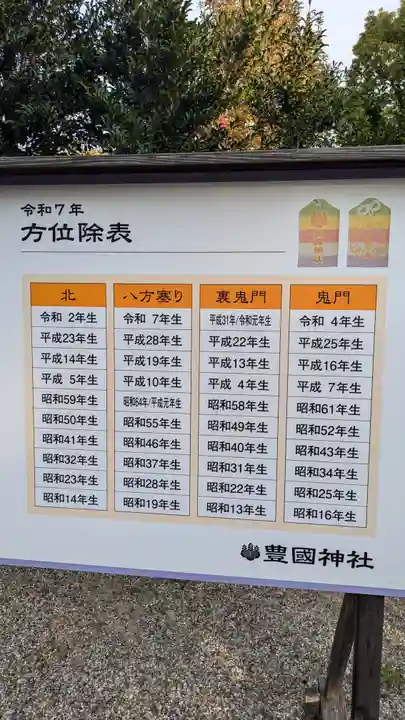 令和7年
方位除表
北 八方塞り 裏鬼門 鬼門
令和 2年生 令和 7年生 平成31年/令和元年生 令和 4年生
平成23年生 平成28年生 平成22年生 平成25年生
平成14年生 平成19年生 平成13年生 平成16年生
平成 5年生 平成10年生 平成 4年生 平成 7年生
昭和59年生 昭和64年/平成元年生 昭和58年生 昭和61年生
昭和50年生 昭和55年生 昭和49年生 昭和52年生
昭和41年生 昭和46年生 昭和40年生 昭和43年生
昭和32年生 昭和37年生 昭和31年生 昭和34年生
昭和23年生 昭和28年生 昭和22年生 昭和25年生
昭和14年生 昭和19年生 昭和13年生 昭和16年生
豊國神社